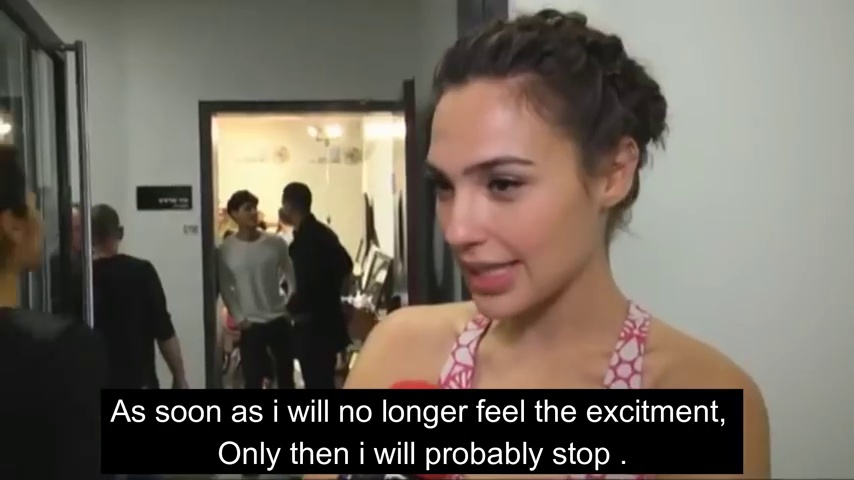 As soon as i will no longer feel the excitment,
Only then i will probably stop .